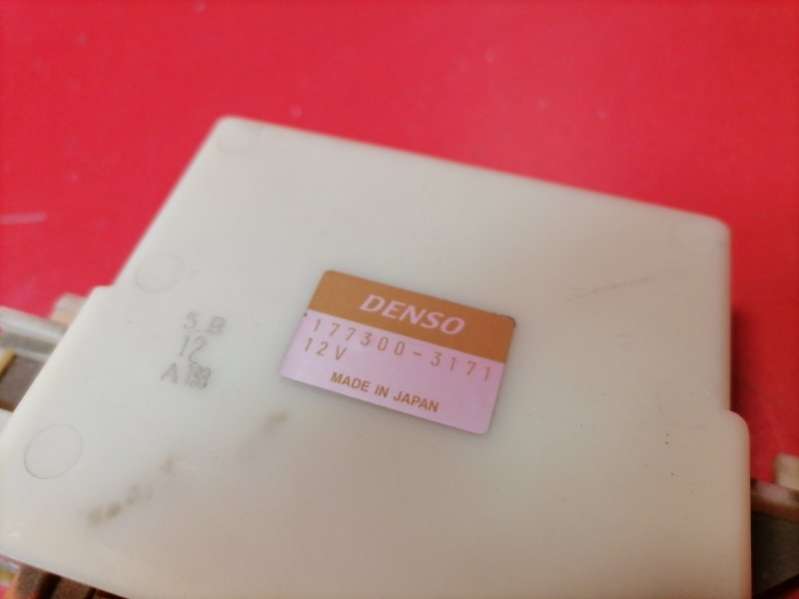 DENSO
177300-3171
12V
MADE IN JAPAN
5 B
12